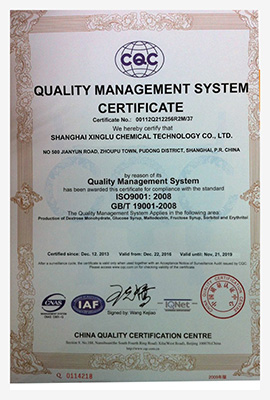 CQC
QUALITY MANAGEMENT SYSTEM
CERTIFICATE
Certificate No.: 00112Q212256R2M/37
We hereby certify that
SHANGHAI XINGLU CHEMICAL TECHNOLOGY CO., LTD.
NO 500 JIANYUN ROAD, ZHOUPU TOWN, PUDONG DISTRICT, SHANGHAI, P.R. CHINA
by reason of its
Quality Management System
has been awarded this certificate for compliance with the standard
ISO9001: 2008
GB/T 19001-2008
The Quality Management System Applies in the following area:
Production of Dextrose Monohydrate, Glucose Syrup, Maltodextrin, Fructose Syrup, Sorbitol and Erythritol
Certified since: Dec. 13, 2013 Valid from: Dec. 22, 2016 Valid until: Nov. 21, 2019
CNAS
IAF
Signed by: Wang Kejiao
IQNet
CHINA QUALITY CERTIFICATION CENTRE
Q 0114218